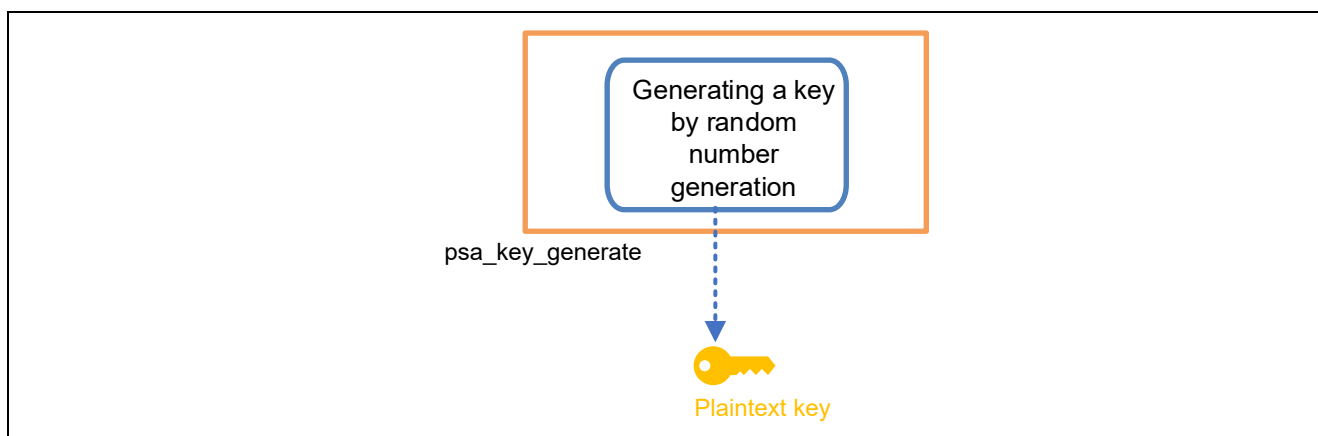 Generating a key
by random
number
generation
psa_key_generate
Plaintext key